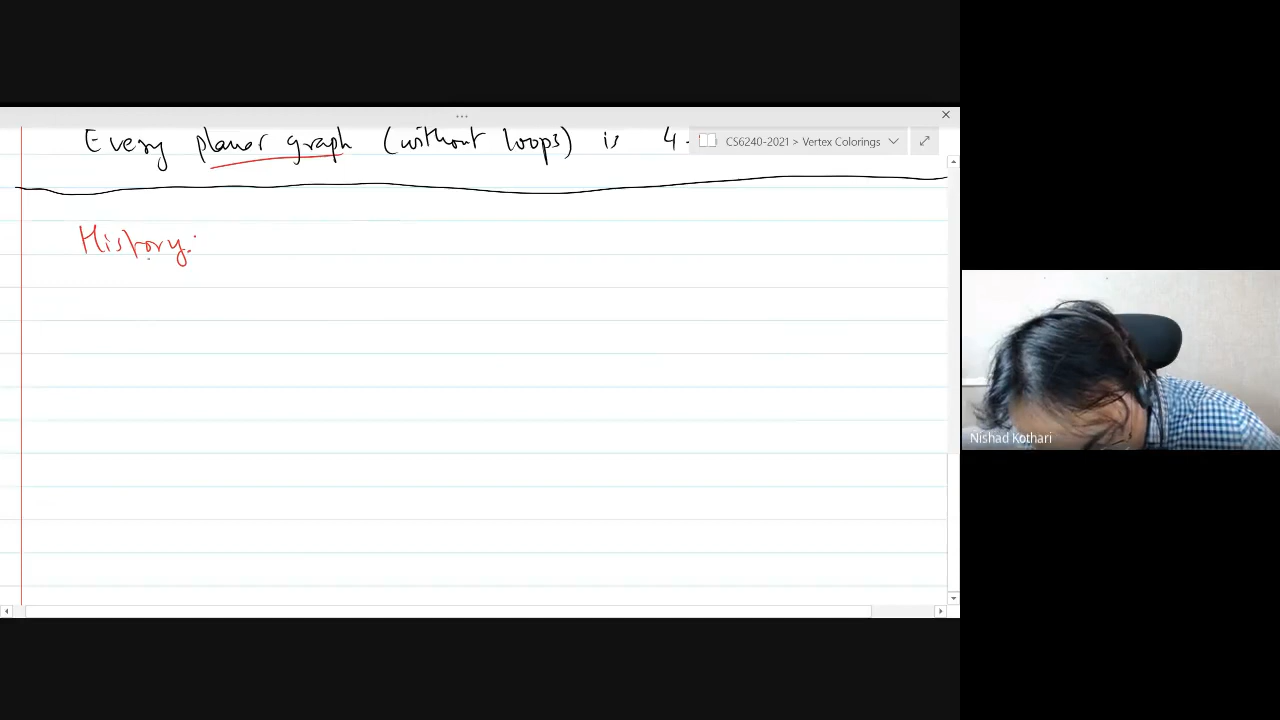 Every planar graph (without loops) is 4-
CS6240-2021 > Vertex Colorings
History:
Nishad Kothari